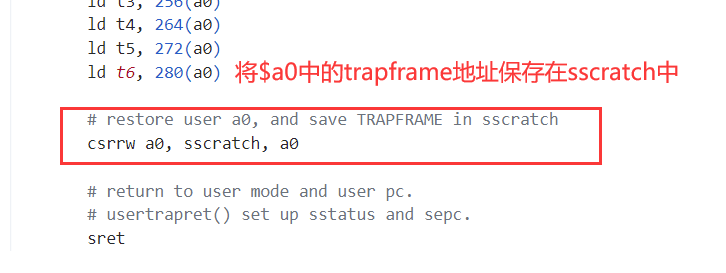 ld t3, 256(a0)
ld t4, 264(a0)
ld t5, 272(a0)
ld t6, 280(a0) 将$a0中的trapframe地址保存在sscratch中
# restore user a0, and save TRAPFRAME in sscratch
csrrw a0, sscratch, a0
# return to user mode and user pc.
# usertrapret() set up sstatus and sepc.
sret